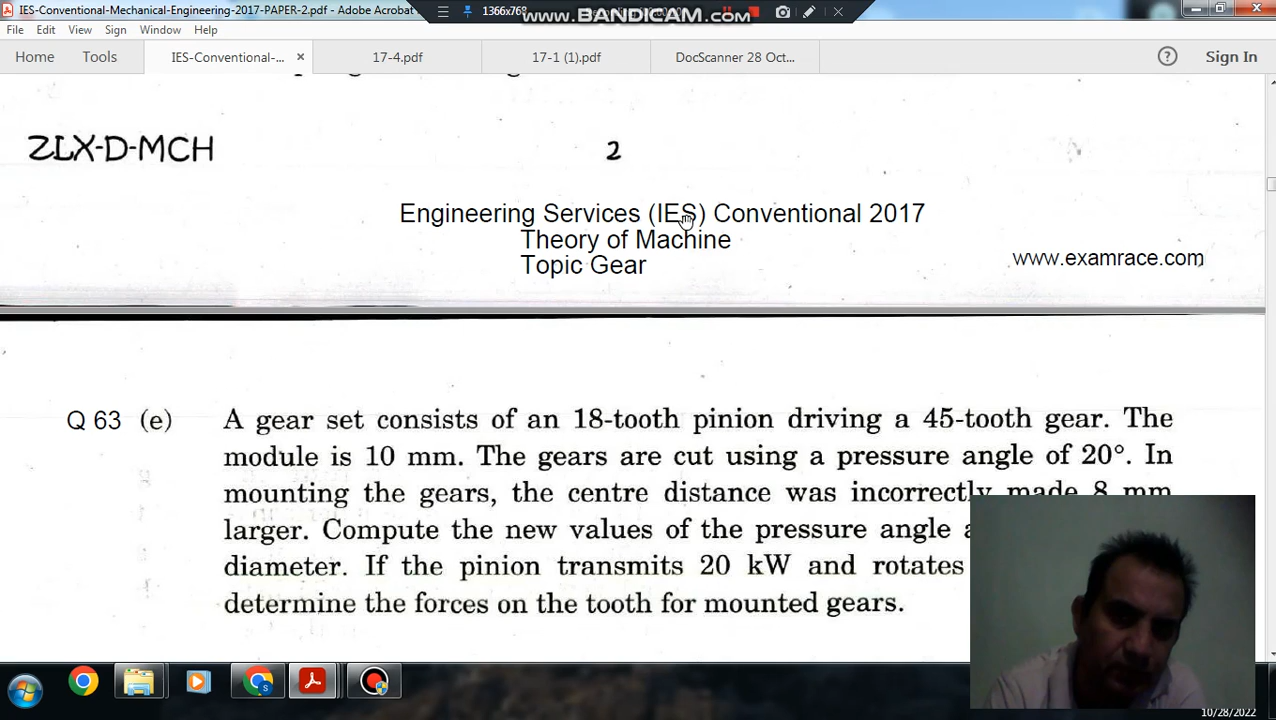 IES-Conventional-Mechanical-Engineering-2017-PAPER-2.pdf - Adobe Acrobat
1366x768
www.BANDICAM.com
File Edit View Sign Window Help
Home Tools IES-Conventional-... × 17-4.pdf 17-1 (1).pdf DocScanner 28 Oct... Sign In
ZLX-D-MCH
2
Engineering Services (IES) Conventional 2017
Theory of Machine
Topic Gear
www.examrace.com
Q 63 (e) A gear set consists of an 18-tooth pinion driving a 45-tooth gear. The
module is 10 mm. The gears are cut using a pressure angle of 20°. In
mounting the gears, the centre distance was incorrectly made 8 mm
larger. Compute the new values of the pressure angle
diameter. If the pinion transmits 20 kW and rotates
determine the forces on the tooth for mounted gears.
10/28/2022